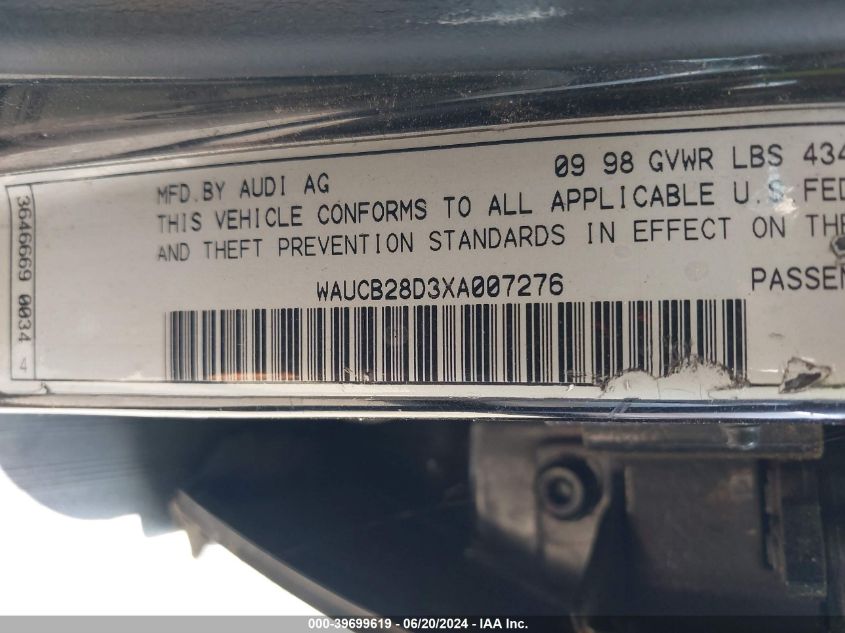 MFD.BY AUDI AG 09 98 GVWR LBS 434
THIS VEHICLE CONFORMS TO ALL APPLICABLE U.S. FED
AND THEFT PREVENTION STANDARDS IN EFFECT ON THE
WAUCB28D3XA007276 PASSEN
3646669 0034 4
000-39699619 - 06/20/2024 - IAA Inc.